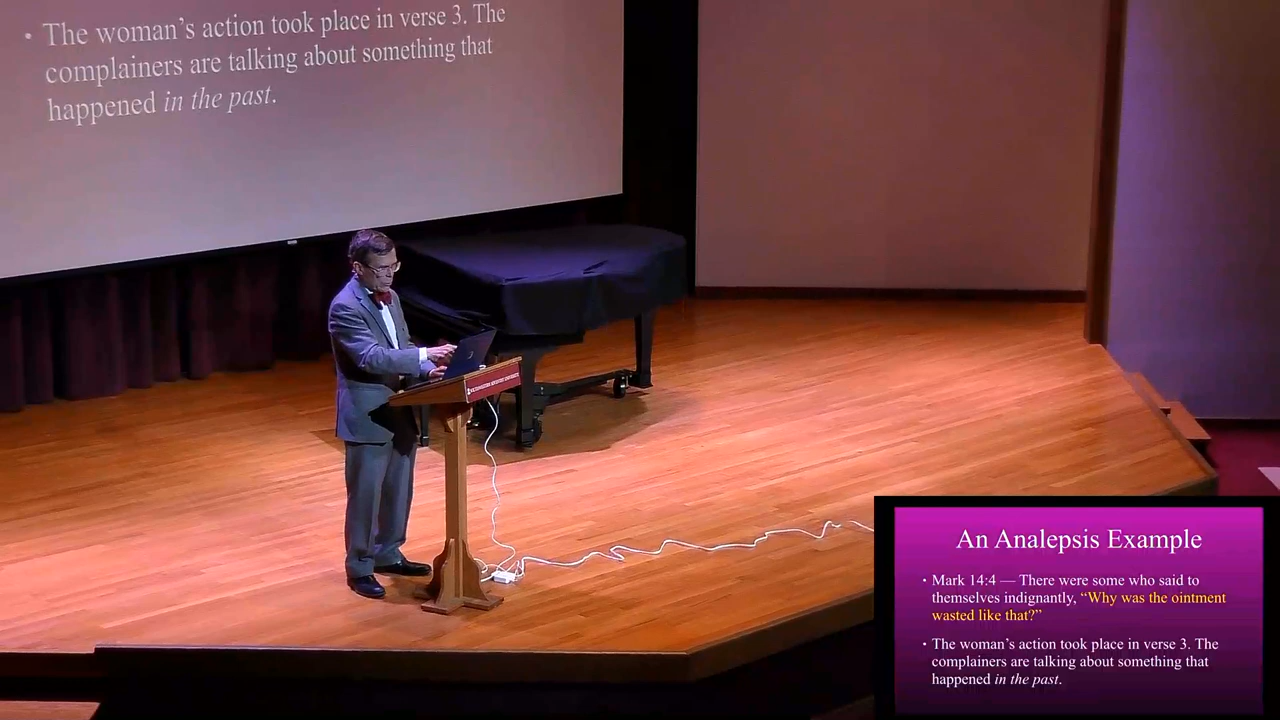 • The woman's action took place in verse 3. The
complainers are talking about something that
happened in the past.
SOUTHWESTERN ADVENTIST UNIVERSITY
An Analepsis Example
• Mark 14:4 — There were some who said to
themselves indignantly, “Why was the ointment
wasted like that?”
• The woman's action took place in verse 3. The
complainers are talking about something that
happened in the past.